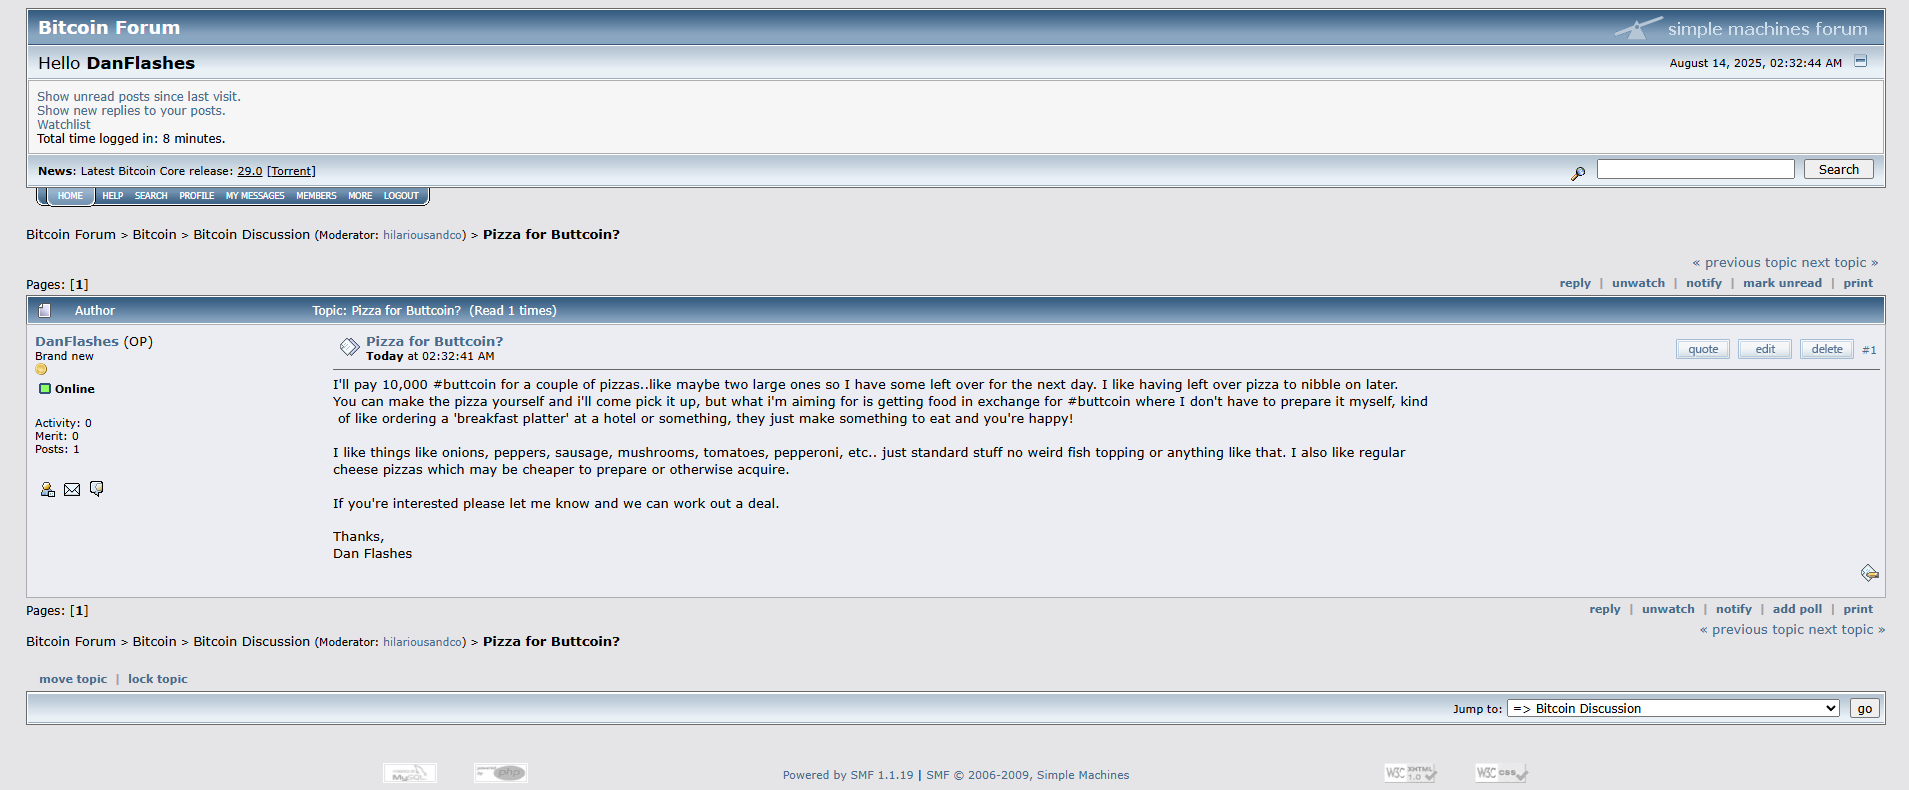 Bitcoin Forum
simple machines forum
Hello DanFlashes
August 14, 2025, 02:32:44 AM
Show unread posts since last visit.
Show new replies to your posts.
Watchlist
Total time logged in: 8 minutes.
News: Latest Bitcoin Core release: 29.0 [Torrent]
Search
HOME HELP SEARCH PROFILE MY MESSAGES MEMBERS MORE LOGOUT
Bitcoin Forum > Bitcoin > Bitcoin Discussion (Moderator: hilariousandco) > Pizza for Buttcoin?
« previous topic next topic »
Pages: [1]
reply | unwatch | notify | mark unread | print
Author
Topic: Pizza for Buttcoin? (Read 1 times)
DanFlashes (OP)
Brand new
Online
Activity: 0
Merit: 0
Posts: 1
Pizza for Buttcoin?
Today at 02:32:41 AM
quote edit delete #1
I'll pay 10,000 #buttcoin for a couple of pizzas..like maybe two large ones so I have some left over for the next day. I like having left over pizza to nibble on later.
You can make the pizza yourself and i'll come pick it up, but what i'm aiming for is getting food in exchange for #buttcoin where I don't have to prepare it myself, kind
of like ordering a 'breakfast platter' at a hotel or something, they just make something to eat and you're happy!
I like things like onions, peppers, sausage, mushrooms, tomatoes, pepperoni, etc.. just standard stuff no weird fish topping or anything like that. I also like regular
cheese pizzas which may be cheaper to prepare or otherwise acquire.
If you're interested please let me know and we can work out a deal.
Thanks,
Dan Flashes
Pages: [1]
reply | unwatch | notify | add poll | print
Bitcoin Forum > Bitcoin > Bitcoin Discussion (Moderator: hilariousandco) > Pizza for Buttcoin?
« previous topic next topic »
move topic | lock topic
Jump to: => Bitcoin Discussion go
MySQL
powered by php
Powered by SMF 1.1.19 | SMF © 2006-2009, Simple Machines
W3C XHTML 1.0
W3C css